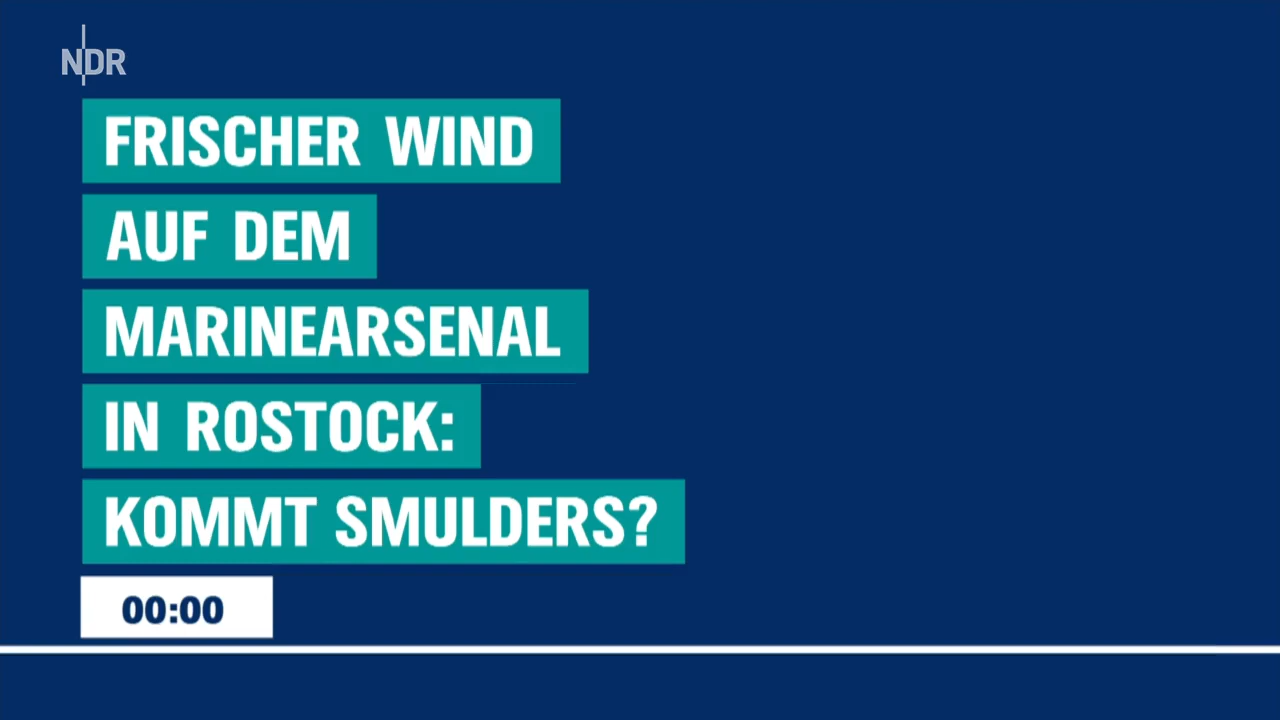 NDR
FRISCHER WIND
AUF DEM
MARINEARSENAL
IN ROSTOCK:
KOMMT SMULDERS?
00:00